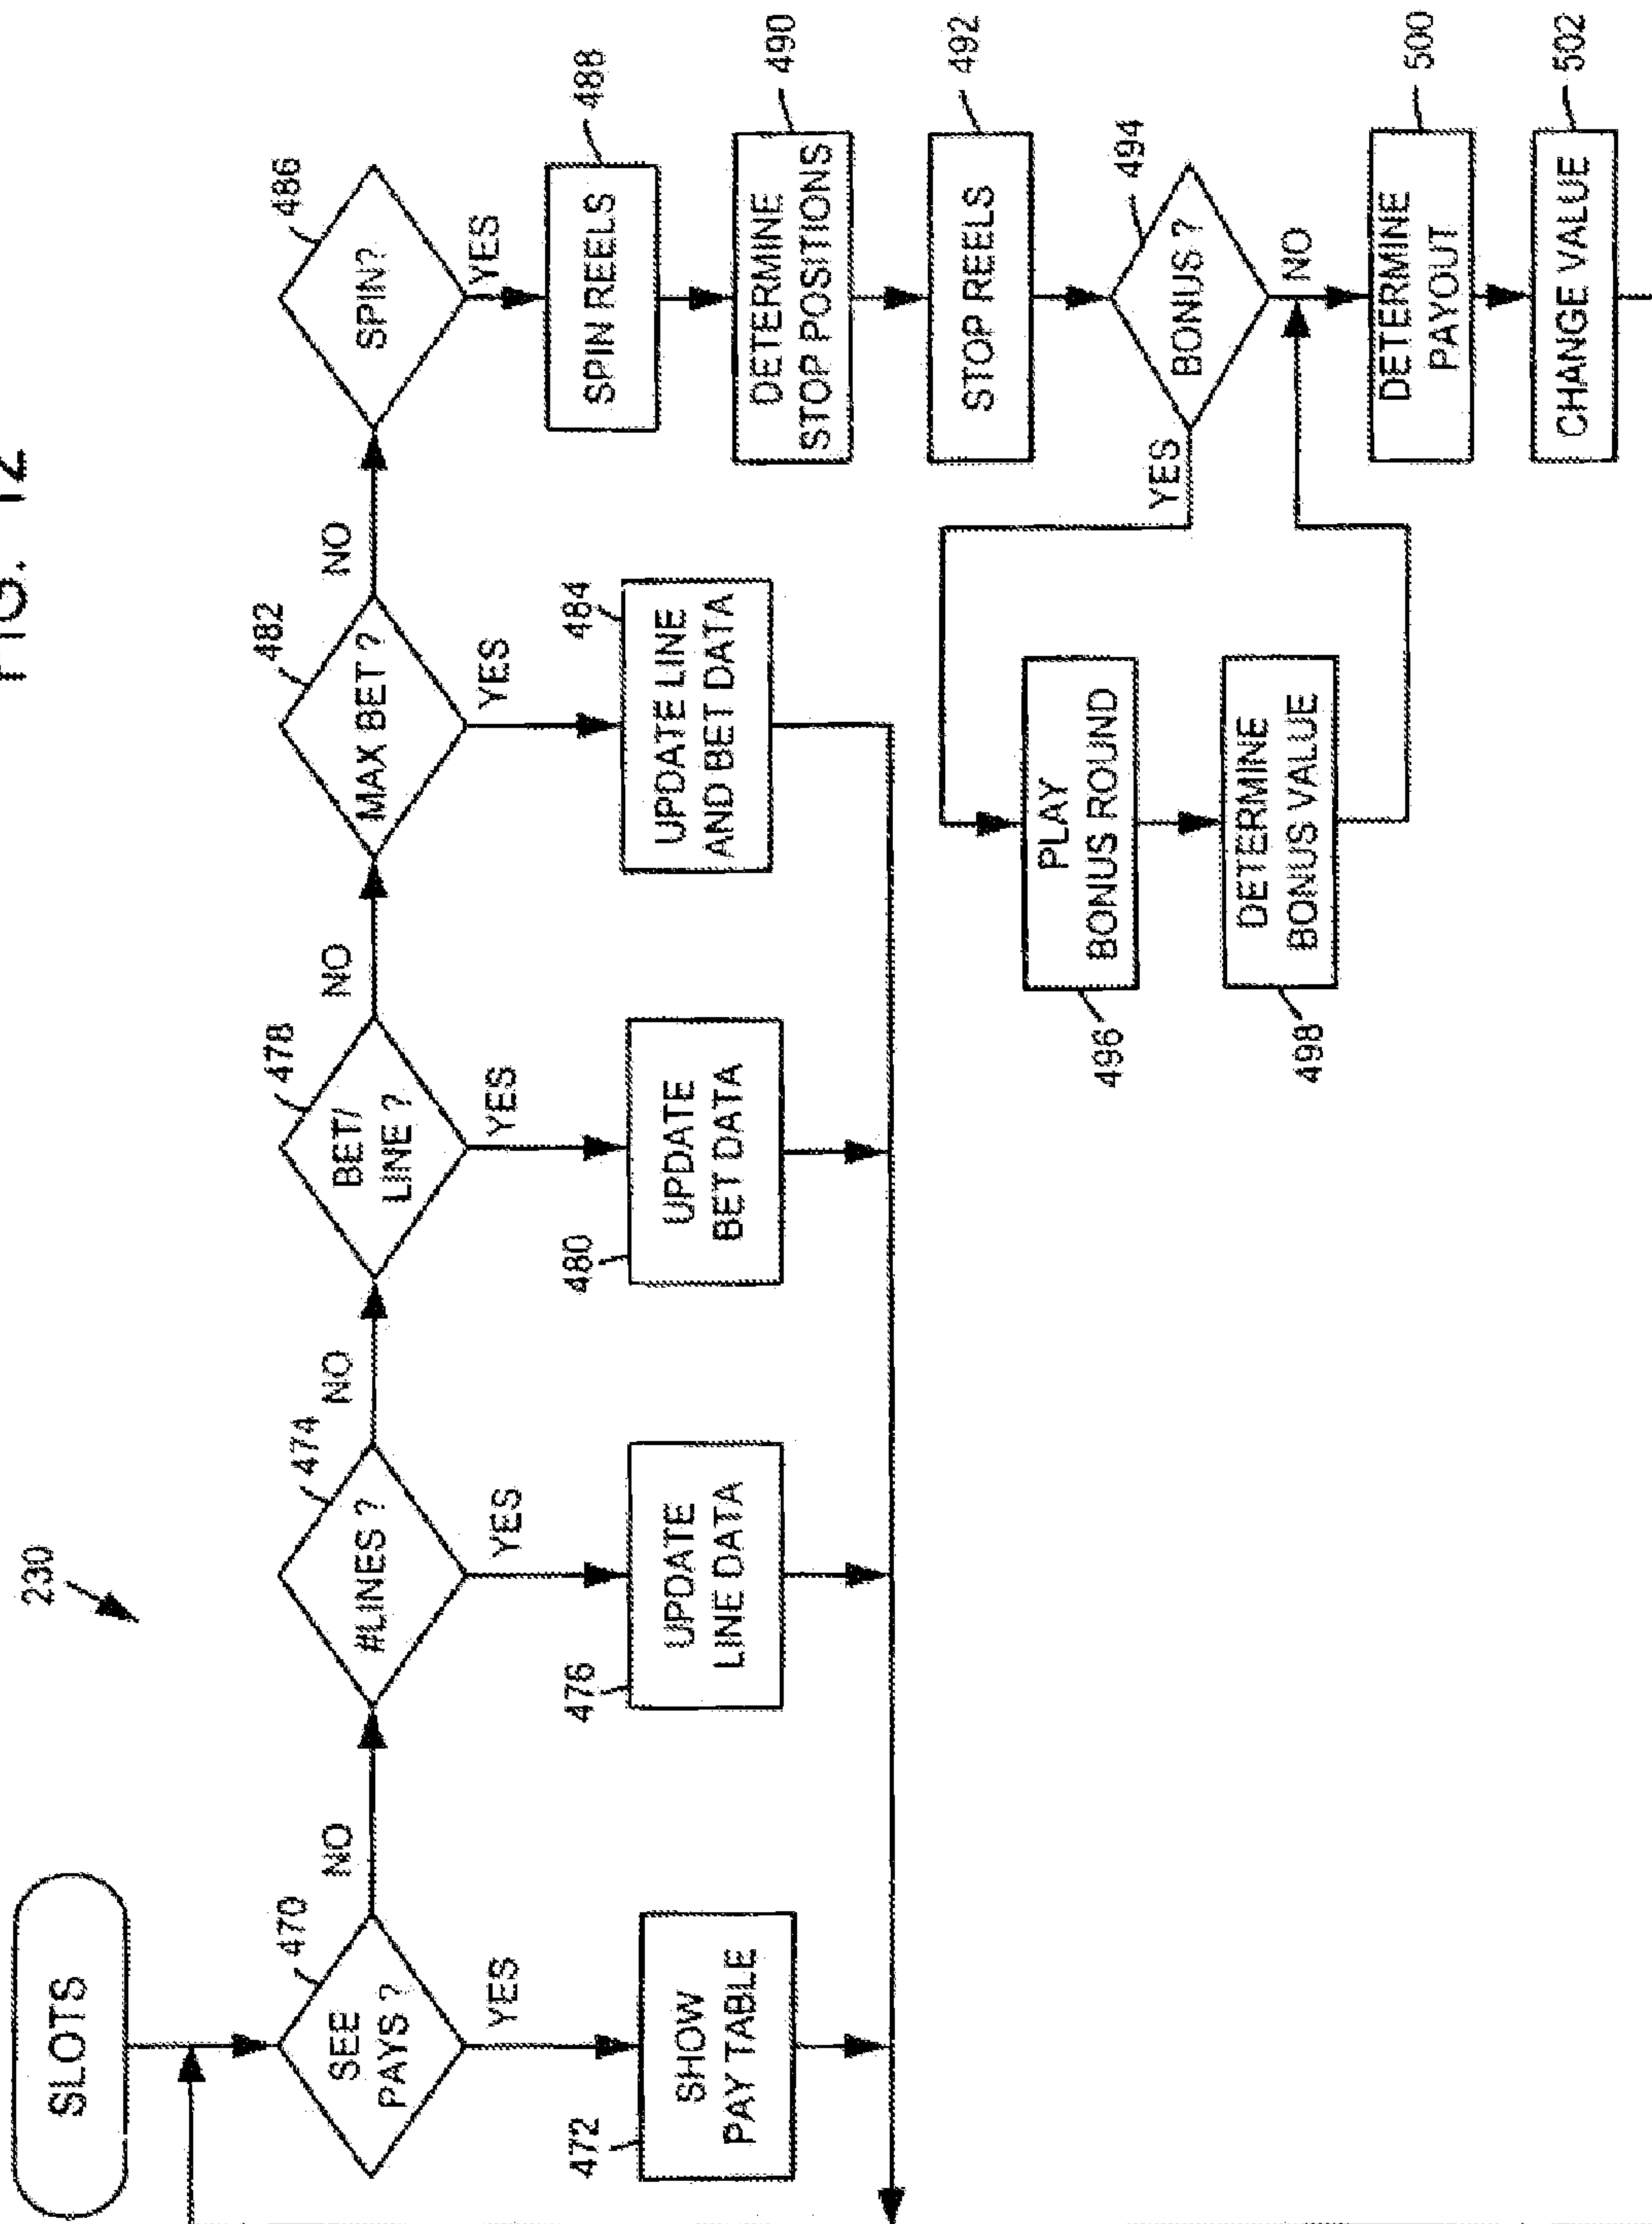 FIG. 12
230
SLOTS
470
SEE
PAYS ?
NO
YES
472
SHOW
PAY TABLE
474
#LINES ?
NO
YES
476
UPDATE
LINE DATA
478
BET/
LINE ?
NO
YES
480
UPDATE
BET DATA
482
MAX BET ?
NO
YES
484
UPDATE LINE
AND BET DATA
486
SPIN?
YES
488
SPIN REELS
490
DETERMINE
STOP POSITIONS
492
STOP REELS
494
BONUS ?
YES
NO
496
PLAY
BONUS ROUND
498
DETERMINE
BONUS VALUE
500
DETERMINE
PAYOUT
502
CHANGE VALUE